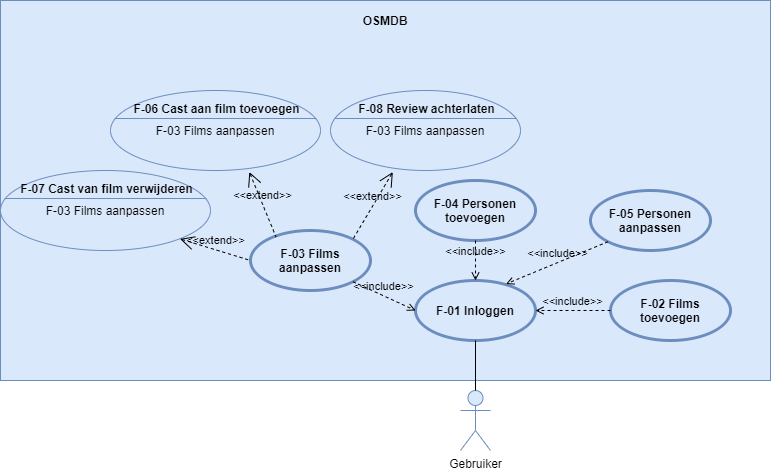 OSMDB
F-06 Cast aan film toevoegen
F-03 Films aanpassen
F-08 Review achterlaten
F-03 Films aanpassen
F-07 Cast van film verwijderen
F-03 Films aanpassen
<<extend>>
<<extend>>
<<extend>>
F-04 Personen
toevoegen
F-05 Personen
aanpassen
F-03 Films
aanpassen
<<include>>
<<include>>
<<include>>
<<include>>
F-01 Inloggen
F-02 Films
toevoegen
Gebruiker